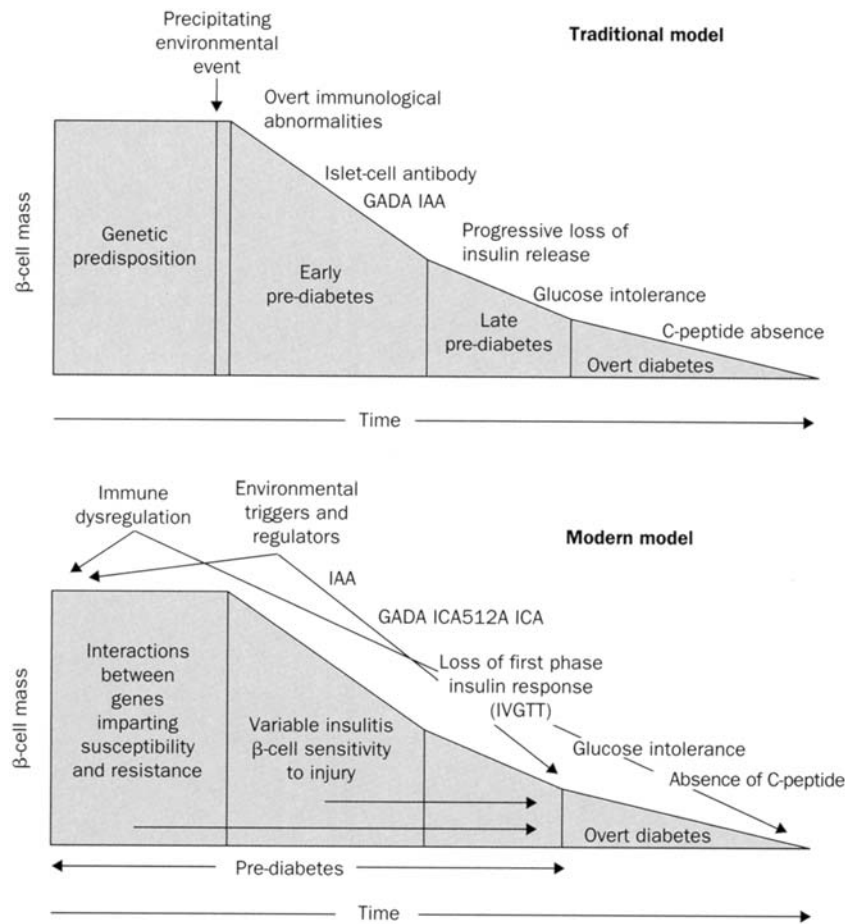 Precipitating
environmental
event
Traditional model
Overt immunological
abnormalities
Islet-cell antibody
GADA IAA
Genetic
predisposition
Progressive loss of
insulin release
Early
pre-diabetes
Glucose intolerance
Late
pre-diabetes
C-peptide absence
Overt diabetes
β-cell mass
Time
Immune
dysregulation
Environmental
triggers and
regulators
Modern model
IAA
GADA ICA512A ICA
Interactions
between
genes
imparting
susceptibility
and resistance
Loss of first phase
insulin response
(IVGTT)
Variable insulitis
β-cell sensitivity
to injury
Glucose intolerance
Absence of C-peptide
Overt diabetes
β-cell mass
Pre-diabetes
Time